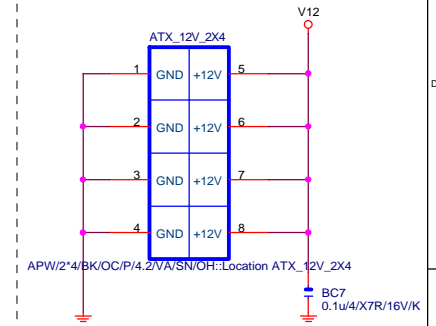 V12
ATX_12V_2X4
1 GND +12V 5
2 GND +12V 6
3 GND +12V 7
4 GND +12V 8
APW/2*4/BK/OC/P/4.2/VA/SN/OH::Location ATX_12V_2X4
BC7
0.1u/4/X7R/16V/K
D